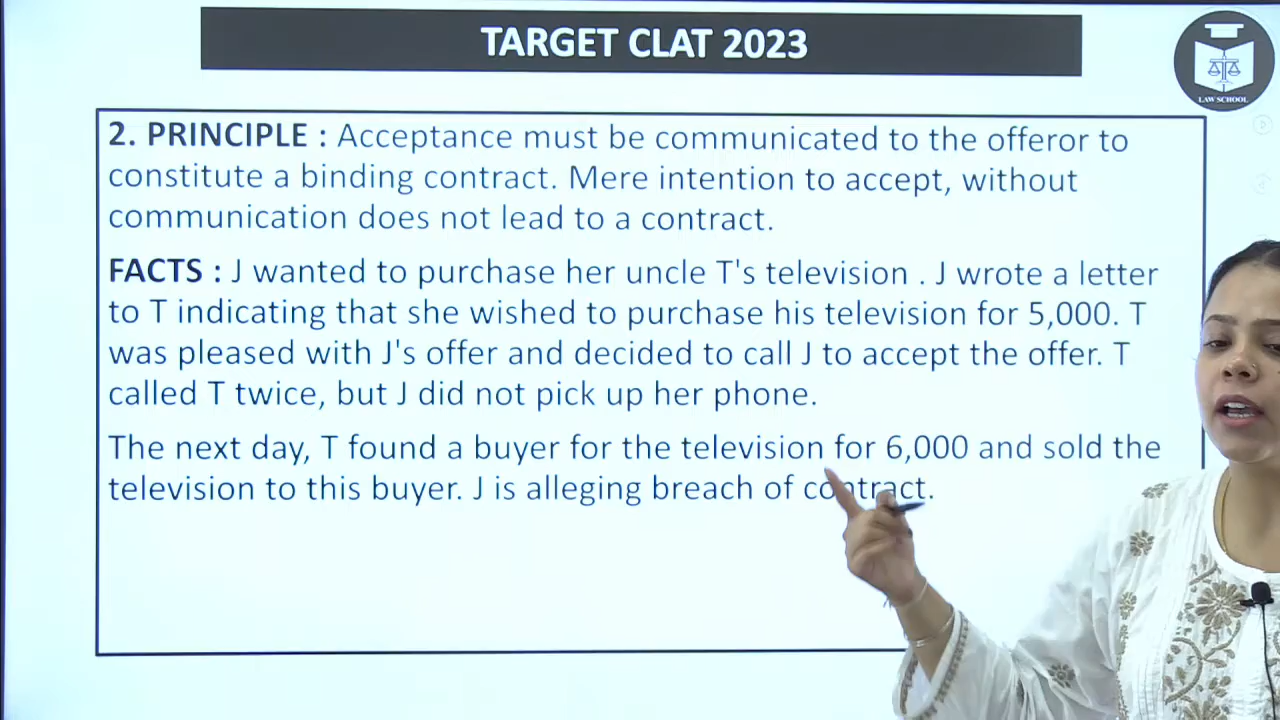 TARGET CLAT 2023
LAW SCHOOL
2. PRINCIPLE : Acceptance must be communicated to the offeror to
constitute a binding contract. Mere intention to accept, without
communication does not lead to a contract.
FACTS : J wanted to purchase her uncle T's television . J wrote a letter
to T indicating that she wished to purchase his television for 5,000. T
was pleased with J's offer and decided to call J to accept the offer. T
called T twice, but J did not pick up her phone.
The next day, T found a buyer for the television for 6,000 and sold the
television to this buyer. J is alleging breach of contract.